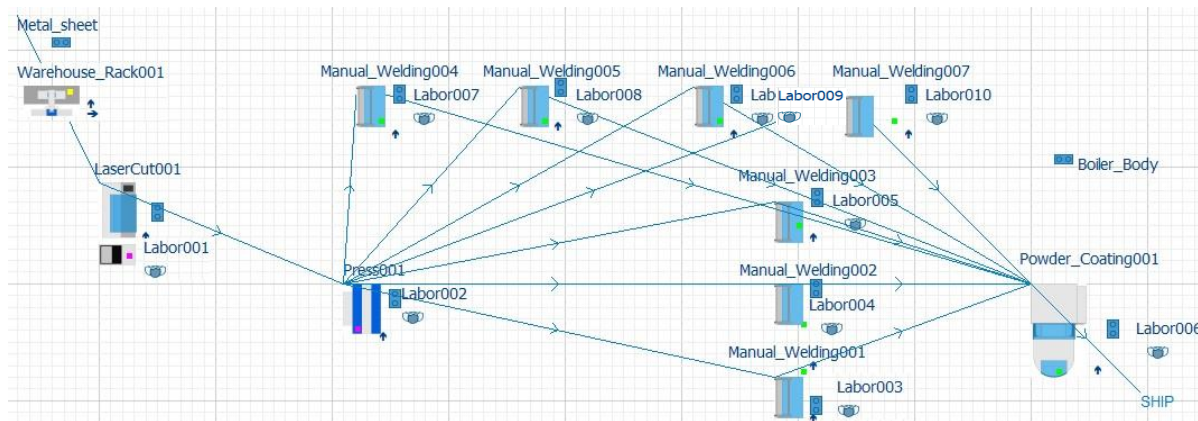 Metal_sheet
Warehouse_Rack001
Manual_Welding004
Manual_Welding005
Manual_Welding006
Manual_Welding007
Labor007
Labor008
Lab
Labor009
Labor010
LaserCut001
Boiler_Body
Manual_Welding003
Labor005
Labor001
Press001
Manual_Welding002
Powder_Coating001
Labor002
Labor004
Labor006
Manual_Welding001
Labor003
SHIP